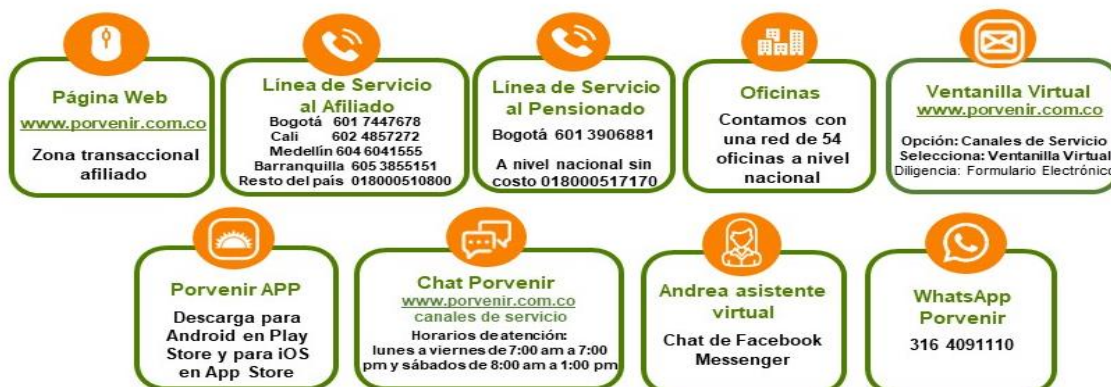 Página Web
www.porvenir.com.co
Zona transaccional
afiliado
Línea de Servicio
al Afiliado
Bogotá 601 7447678
Cali 602 4857272
Medellín 604 6041555
Barranquilla 605 3855151
Resto del país 018000510800
Línea de Servicio
al Pensionado
Bogotá 601 3906881
A nivel nacional sin
costo 018000517170
Oficinas
Contamos con
una red de 54
oficinas a nivel
nacional
Ventanilla Virtual
www.porvenir.com.co
Opción: Canales de Servicio
Selecciona: Ventanilla Virtual
Diligencia: Formulario Electrónico
Porvenir APP
Descarga para
Android en Play
Store y para iOS
en App Store
Chat Porvenir
www.porvenir.com.co
canales de servicio
Horarios de atención:
lunes a viernes de 7:00 am a 7:00
pm y sábados de 8:00 am a 1:00 pm
Andrea asistente
virtual
Chat de Facebook
Messenger
WhatsApp
Porvenir
316 4091110